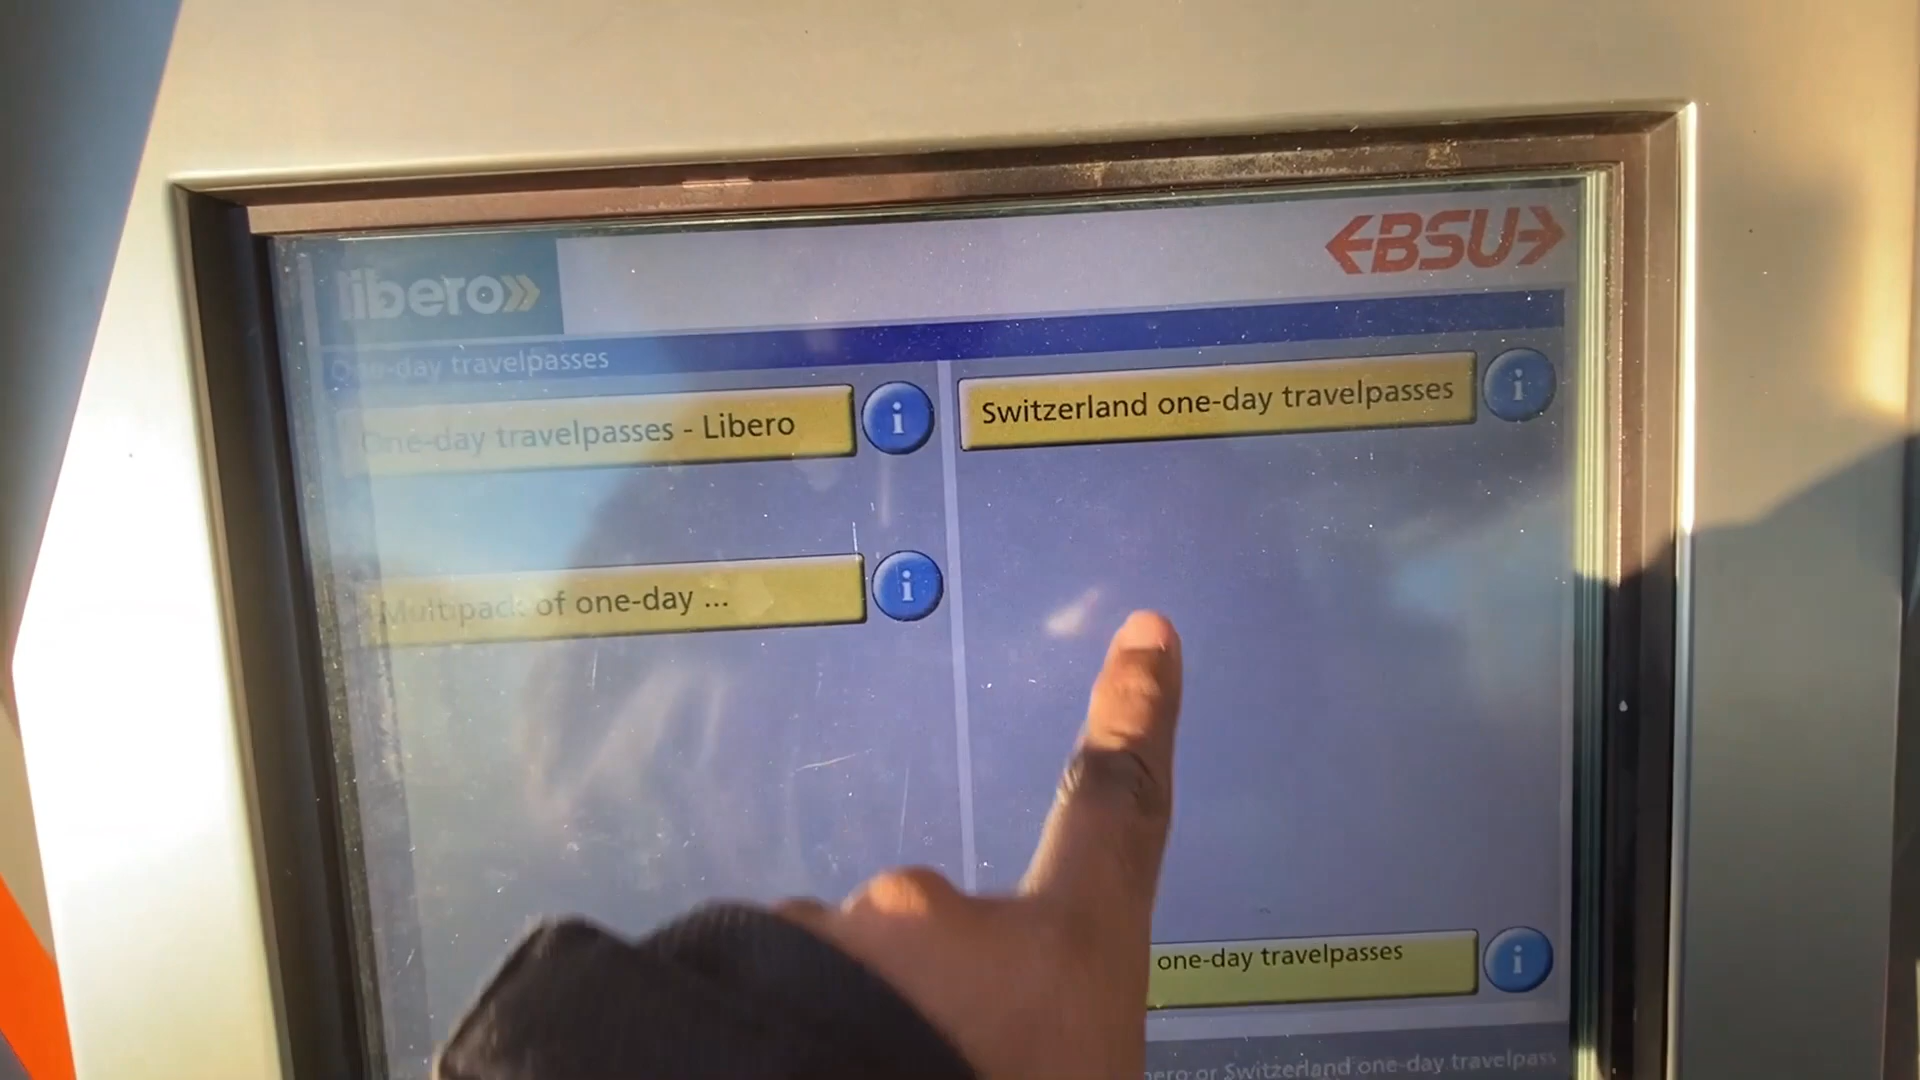 libero
BSU
One-day travelpasses
One-day travelpasses - Libero
Switzerland one-day travelpasses
Multipack of one-day ...
one-day travelpasses
or Switzerland one-day travelpass